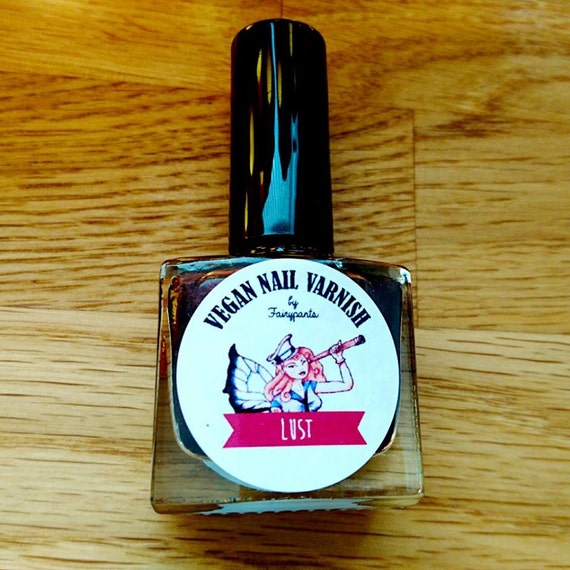 VEGAN NAIL VARNISH
by
Fairypants
LUST